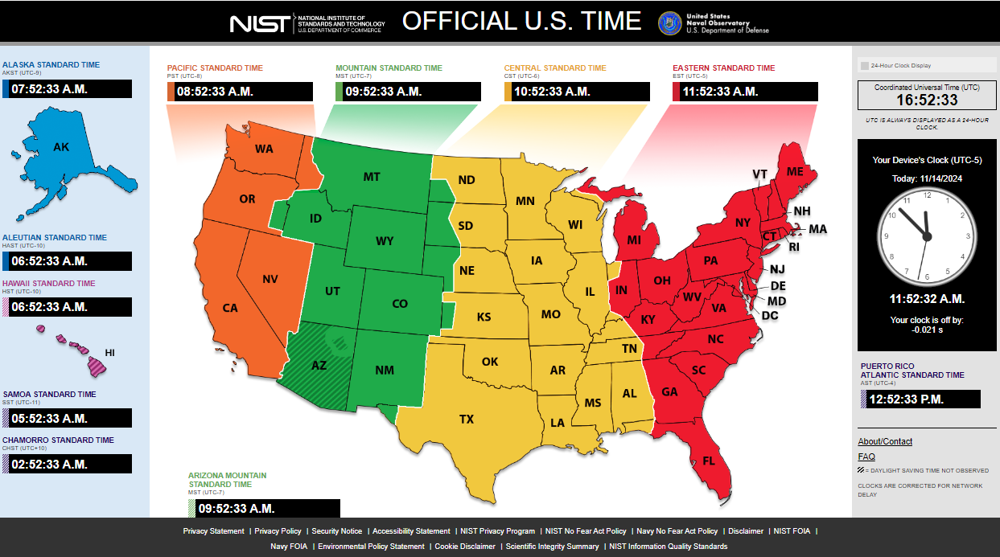 NIST
NATIONAL INSTITUTE OF
STANDARDS AND TECHNOLOGY
U.S. DEPARTMENT OF COMMERCE
OFFICIAL U.S. TIME
United States
Naval Observatory
U.S. Department of Defense
ALASKA STANDARD TIME
AKST (UTC-9)
07:52:33 A.M.
AK
ALEUTIAN STANDARD TIME
HAST (UTC-10)
06:52:33 A.M.
HAWAII STANDARD TIME
HST (UTC-10)
06:52:33 A.M.
HI
SAMOA STANDARD TIME
SST (UTC-11)
05:52:33 A.M.
CHAMORRO STANDARD TIME
CHST (UTC+10)
02:52:33 A.M.
PACIFIC STANDARD TIME
PST (UTC-8)
08:52:33 A.M.
MOUNTAIN STANDARD TIME
MST (UTC-7)
09:52:33 A.M.
CENTRAL STANDARD TIME
CST (UTC-6)
10:52:33 A.M.
EASTERN STANDARD TIME
EST (UTC-5)
11:52:33 A.M.
WA
OR
CA
NV
ID
MT
WY
UT
CO
AZ
NM
ND
SD
NE
KS
OK
TX
MN
IA
MO
AR
LA
WI
IL
MS
AL
TN
MI
IN
OH
KY
WV
VA
NC
SC
GA
FL
PA
NY
VT
ME
NH
MA
CT
RI
NJ
DE
MD
DC
ARIZONA MOUNTAIN
STANDARD TIME
MST (UTC-7)
09:52:33 A.M.
24-Hour Clock Display
Coordinated Universal Time (UTC)
16:52:33
UTC IS ALWAYS DISPLAYED AS A 24-HOUR
CLOCK.
Your Device's Clock (UTC-5)
Today: 11/14/2024
12
1
2
3
4
5
6
7
8
9
10
11
11:52:32 A.M.
Your clock is off by:
-0.021 s
PUERTO RICO
ATLANTIC STANDARD TIME
AST (UTC-4)
12:52:33 P.M.
About/Contact
FAQ
= DAYLIGHT SAVING TIME NOT OBSERVED
CLOCKS ARE CORRECTED FOR NETWORK
DELAY
Privacy Statement | Privacy Policy | Security Notice | Accessibility Statement | NIST Privacy Program | NIST No Fear Act Policy | Navy No Fear Act Policy | Disclaimer | NIST FOIA |
Navy FOIA | Environmental Policy Statement | Cookie Disclaimer | Scientific Integrity Summary | NIST Information Quality Standards